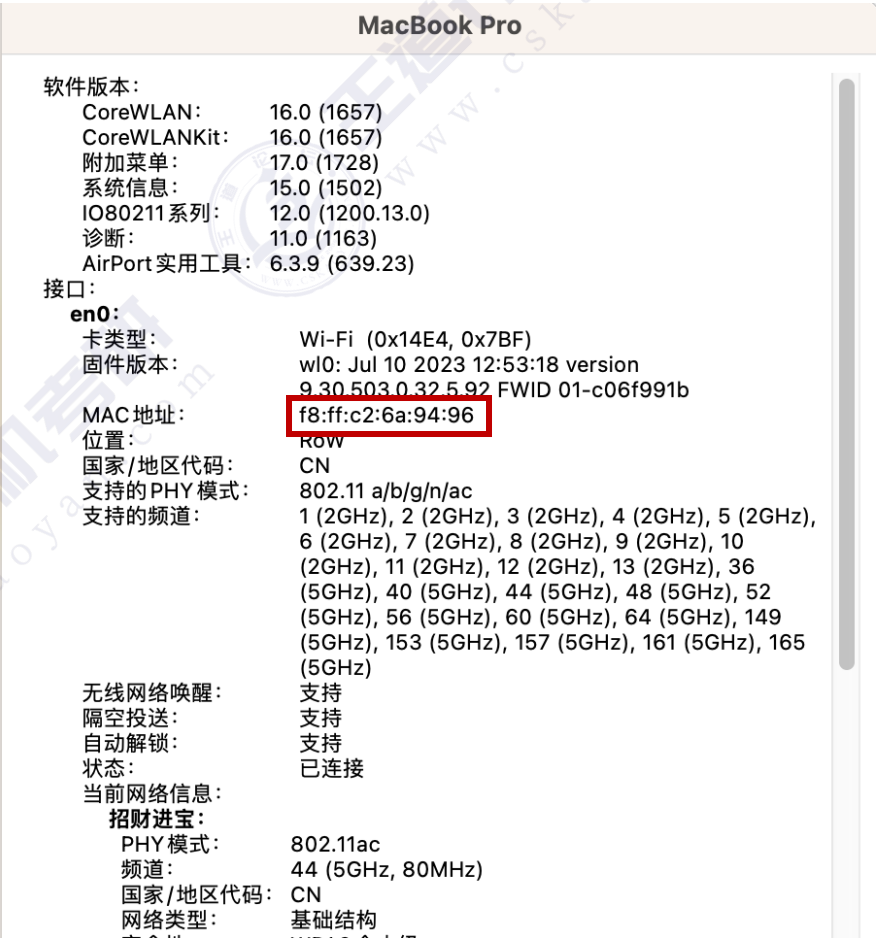 MacBook Pro
软件版本：
CoreWLAN： 16.0 (1657)
CoreWLANKit： 16.0 (1657)
附加菜单： 17.0 (1728)
系统信息： 15.0 (1502)
IO80211系列： 12.0 (1200.13.0)
诊断： 11.0 (1163)
AirPort实用工具： 6.3.9 (639.23)
接口：
en0：
卡类型： Wi-Fi (0x14E4, 0x7BF)
固件版本： wl0: Jul 10 2023 12:53:18 version
9.30.503.0.32.5.92 FWID 01-c06f991b
MAC地址： f8:ff:c2:6a:94:96
位置： RoW
国家/地区代码： CN
支持的PHY模式： 802.11 a/b/g/n/ac
支持的频道： 1 (2GHz), 2 (2GHz), 3 (2GHz), 4 (2GHz), 5 (2GHz),
6 (2GHz), 7 (2GHz), 8 (2GHz), 9 (2GHz), 10
(2GHz), 11 (2GHz), 12 (2GHz), 13 (2GHz), 36
(5GHz), 40 (5GHz), 44 (5GHz), 48 (5GHz), 52
(5GHz), 56 (5GHz), 60 (5GHz), 64 (5GHz), 149
(5GHz), 153 (5GHz), 157 (5GHz), 161 (5GHz), 165
(5GHz)
无线网络唤醒： 支持
隔空投送： 支持
自动解锁： 支持
状态： 已连接
当前网络信息：
招财进宝：
PHY模式： 802.11ac
频道： 44 (5GHz, 80MHz)
国家/地区代码： CN
网络类型： 基础结构